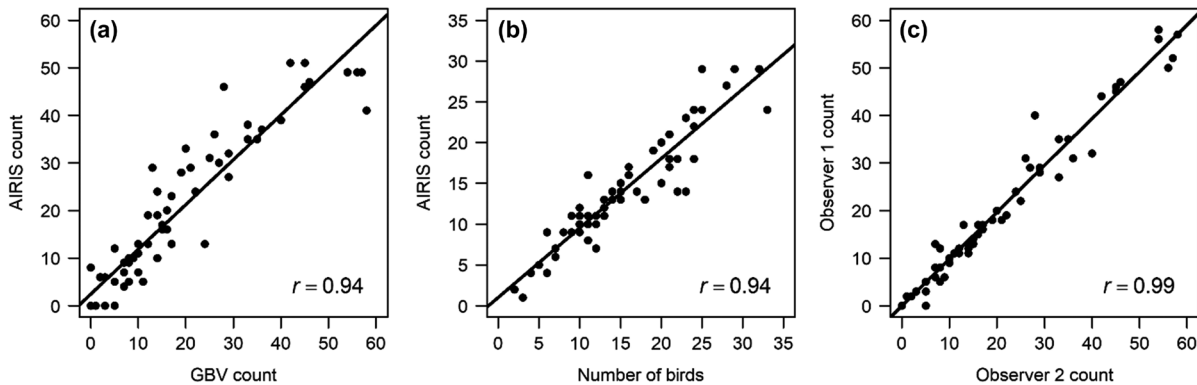 (a)
AIRIS count
60
50
40
30
20
10
0
r = 0.94
0 10 20 30 40 50 60
GBV count
(b)
AIRIS count
35
30
25
20
15
10
5
0
r = 0.94
0 5 10 15 20 25 30 35
Number of birds
(c)
Observer 1 count
60
50
40
30
20
10
0
r = 0.99
0 10 20 30 40 50 60
Observer 2 count